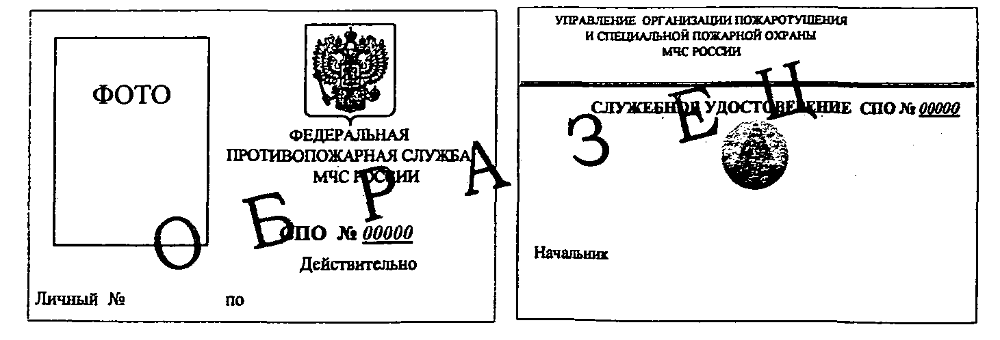 ФОТО
ФЕДЕРАЛЬНАЯ
ПРОТИВОПОЖАРНАЯ СЛУЖБА
МЧС РОССИИ
СПО № 00000
Действительно
Личный № по
УПРАВЛЕНИЕ ОРГАНИЗАЦИИ ПОЖАРОТУШЕНИЯ
И СПЕЦИАЛЬНОЙ ПОЖАРНОЙ ОХРАНЫ
МЧС РОССИИ
СЛУЖЕБНОЕ УДОСТОВЕРЕНИЕ СПО № 00000
Начальник
ОБРАЗЕЦ